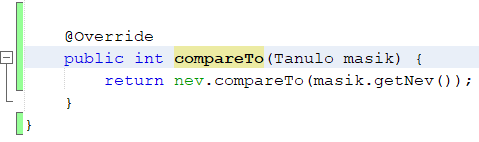 @Override
public int compareTo(Tanulo masik) {
return nev.compareTo(masik.getNev());
}
}